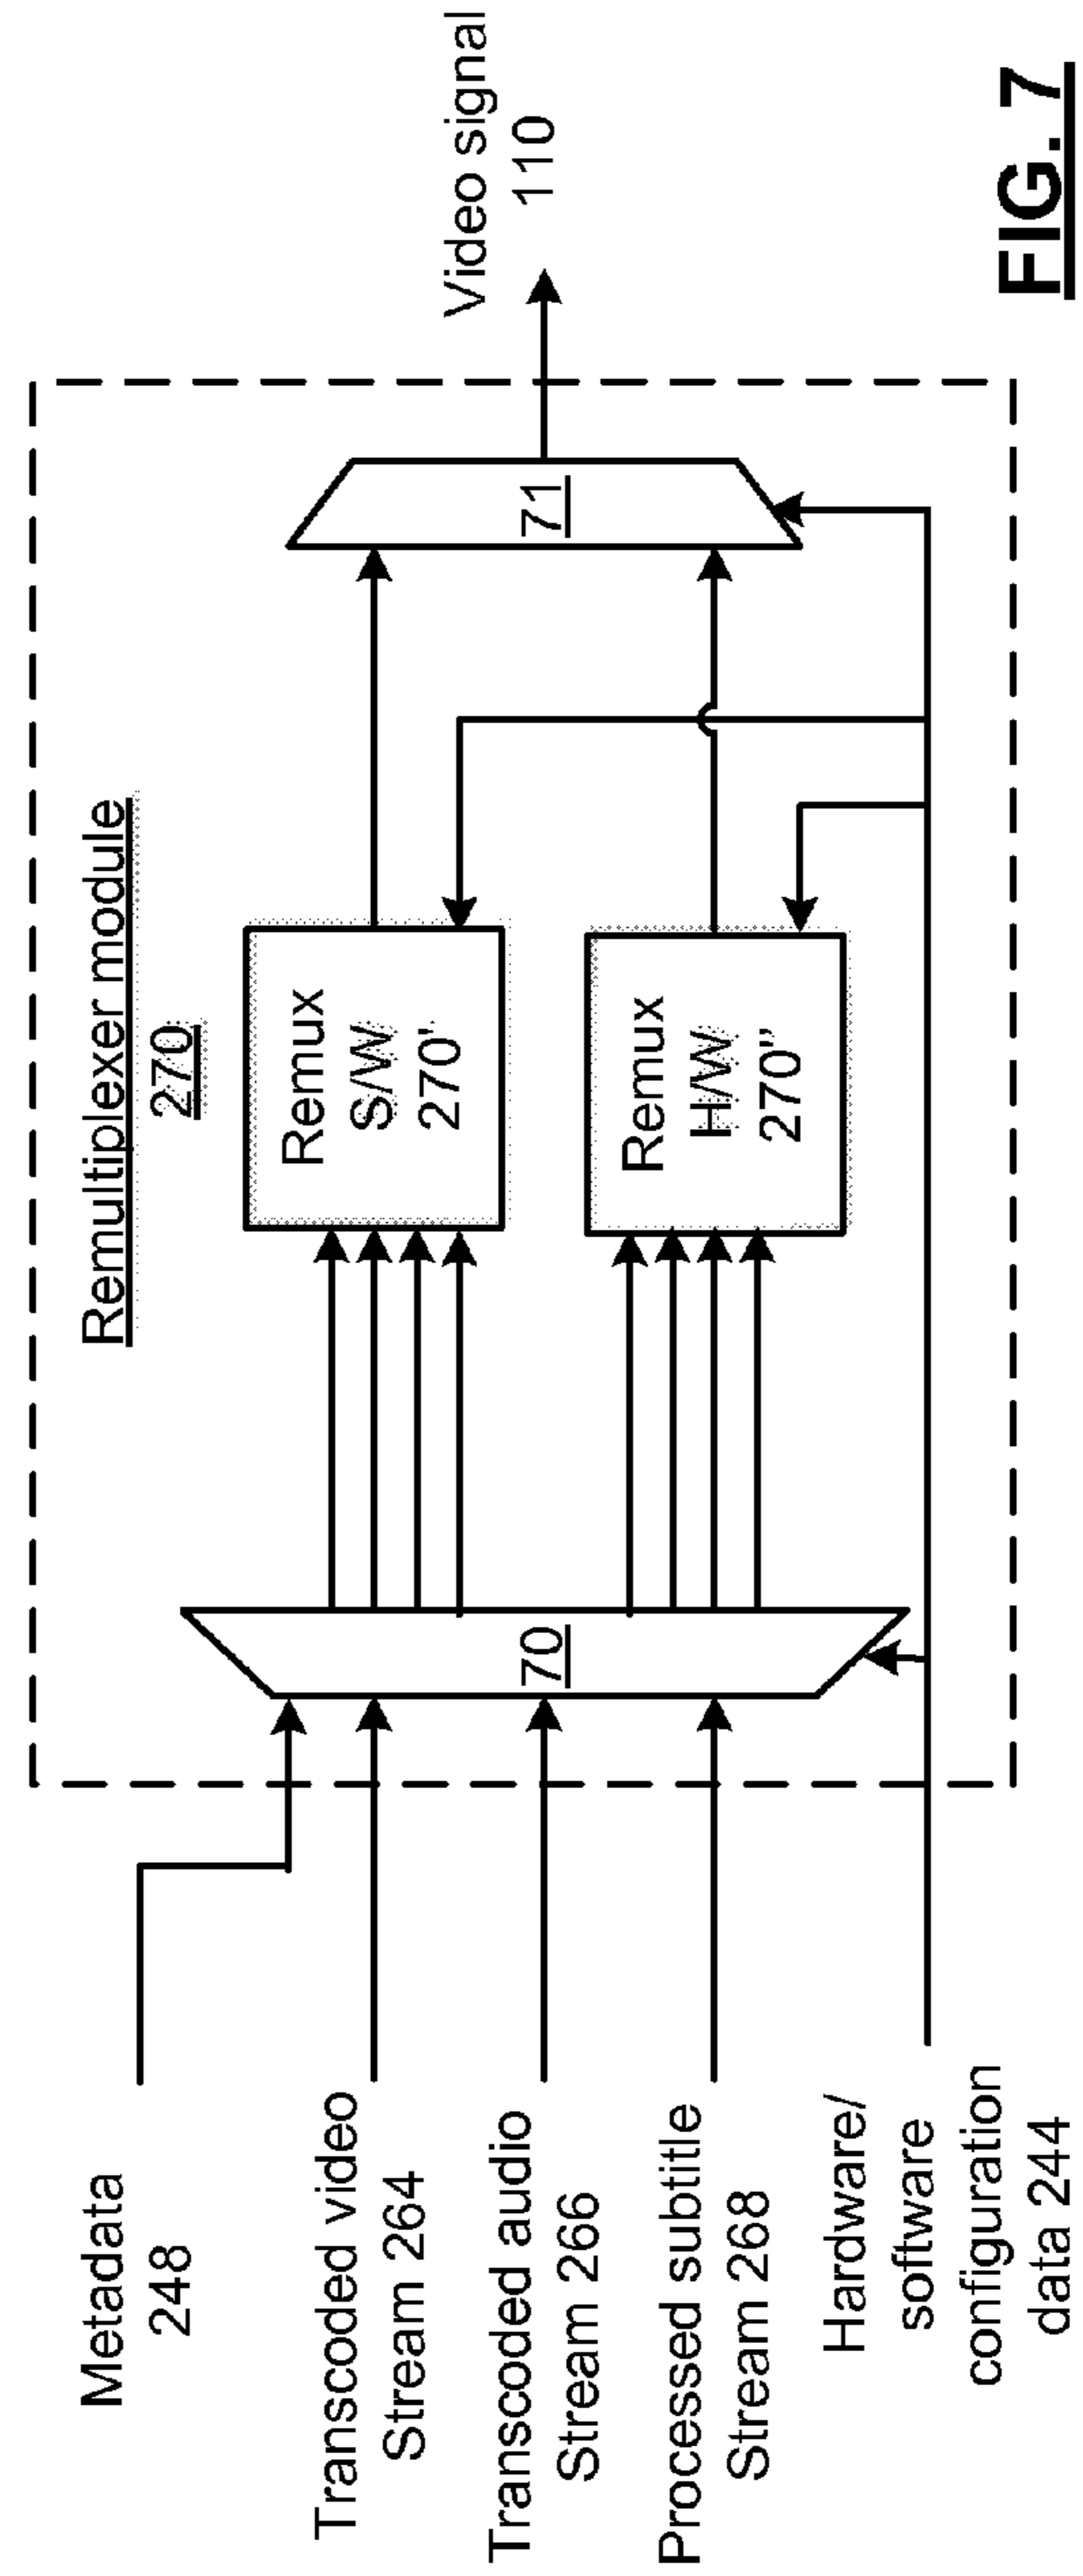 Remultiplexer module
270
Metadata
248
Transcoded video
Stream 264
Transcoded audio
Stream 266
Processed subtitle
Stream 268
Hardware/
software
configuration
data 244
70
Remux
S/W
270'
Remux
H/W
270"
71
Video signal
110
FIG. 7